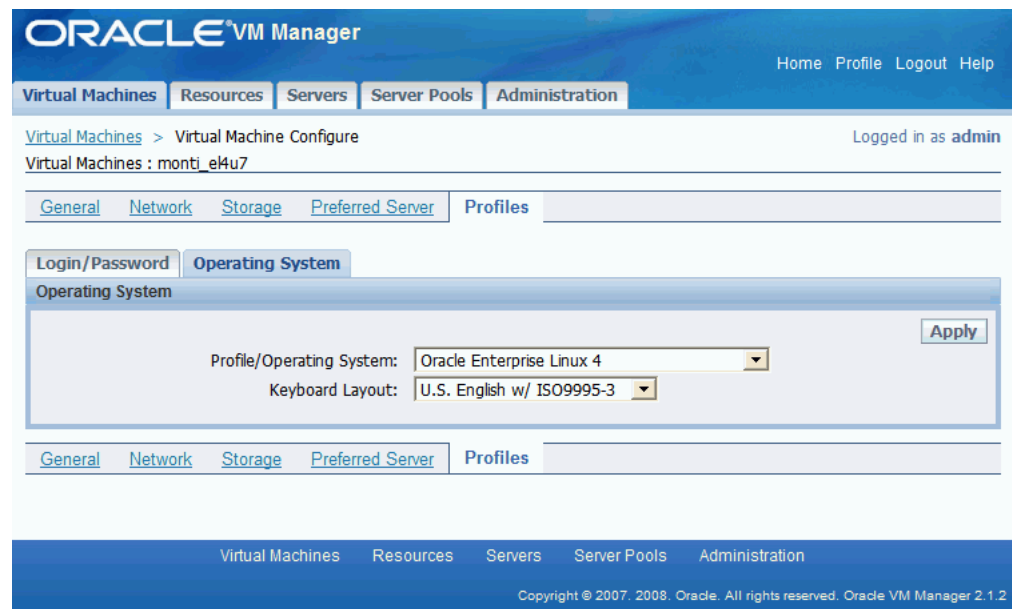 ORACLE VM Manager
Home Profile Logout Help
Virtual Machines Resources Servers Server Pools Administration
Virtual Machines > Virtual Machine Configure Logged in as admin
Virtual Machines : monti_el4u7
General Network Storage Preferred Server Profiles
Login/Password Operating System
Operating System
Apply
Profile/Operating System: Oracle Enterprise Linux 4
Keyboard Layout: U.S. English w/ ISO9995-3
General Network Storage Preferred Server Profiles
Virtual Machines Resources Servers Server Pools Administration
Copyright © 2007. 2008. Oracle. All rights reserved. Oracle VM Manager 2.1.2